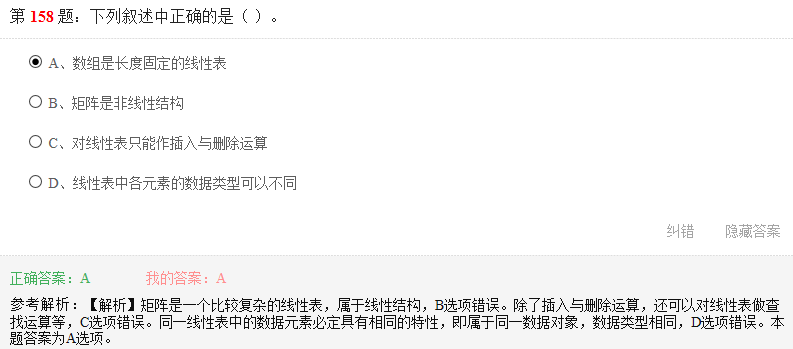 第 158 题：下列叙述中正确的是（ ）。
A、数组是长度固定的线性表
B、矩阵是非线性结构
C、对线性表只能作插入与删除运算
D、线性表中各元素的数据类型可以不同
纠错 隐藏答案
正确答案：A 我的答案：A
参考解析：【解析】矩阵是一个比较复杂的线性表，属于线性结构，B选项错误。除了插入与删除运算，还可以对线性表做查
找运算等，C选项错误。同一线性表中的数据元素必定具有相同的特性，即属于同一数据对象，数据类型相同，D选项错误。本
题答案为A选项。